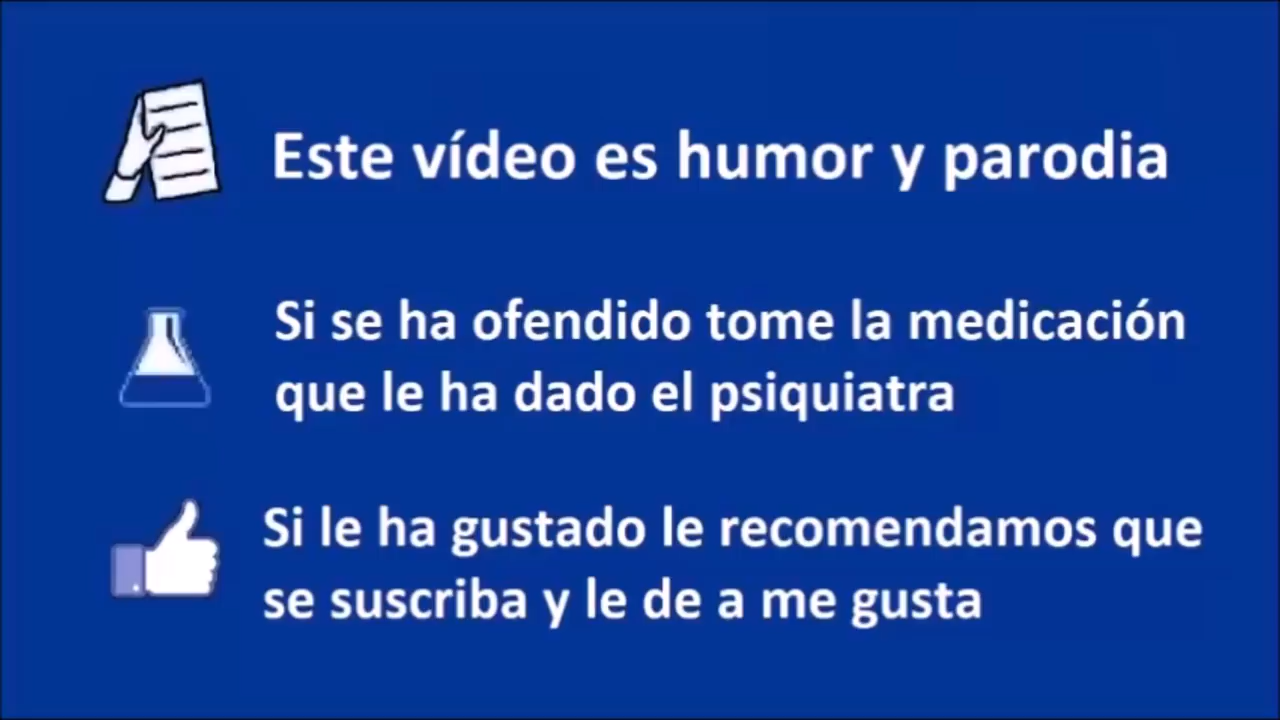 Este vídeo es humor y parodia
Si se ha ofendido tome la medicación
que le ha dado el psiquiatra
Si le ha gustado le recomendamos que
se suscriba y le de a me gusta